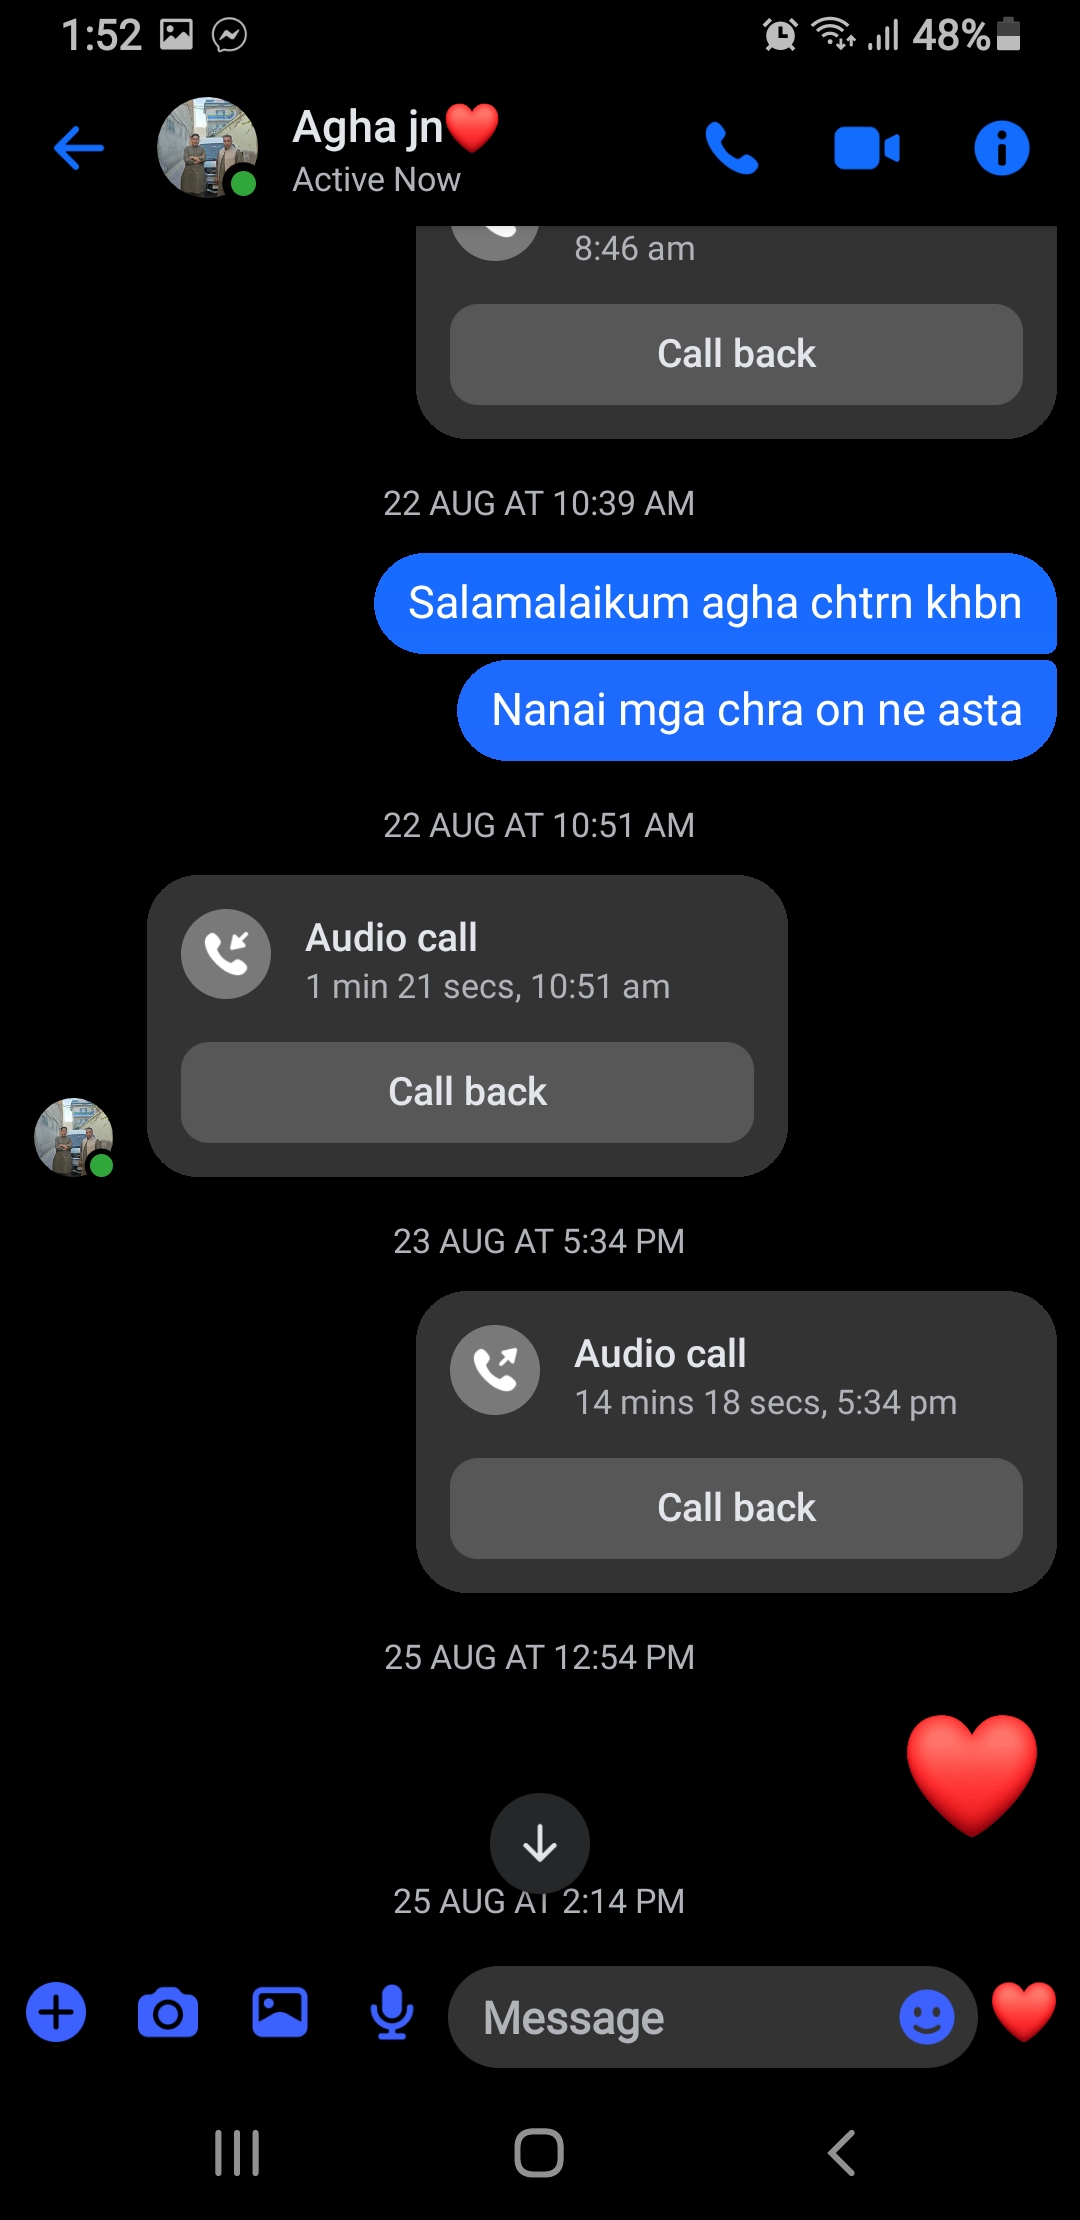 1:52
48%
Agha jn❤️
Active Now
8:46 am
Call back
22 AUG AT 10:39 AM
Salamalaikum agha chtrn khbn
Nanai mga chra on ne asta
22 AUG AT 10:51 AM
Audio call
1 min 21 secs, 10:51 am
Call back
23 AUG AT 5:34 PM
Audio call
14 mins 18 secs, 5:34 pm
Call back
25 AUG AT 12:54 PM
❤️
25 AUG AT 2:14 PM
Message